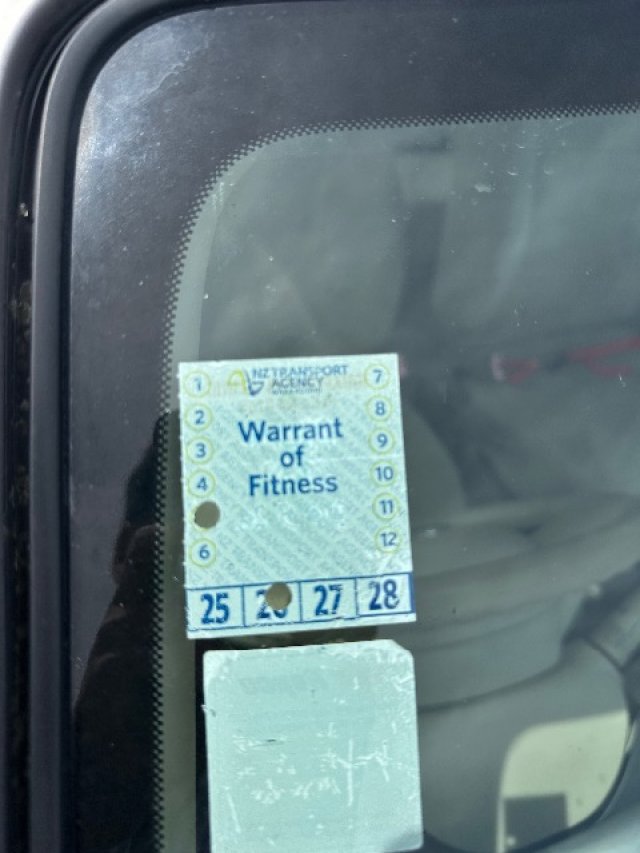 NZ TRANSPORT
AGENCY
1 7
2 8
3 9
4 10
11
6 12
Warrant
of
Fitness
25 26 27 28